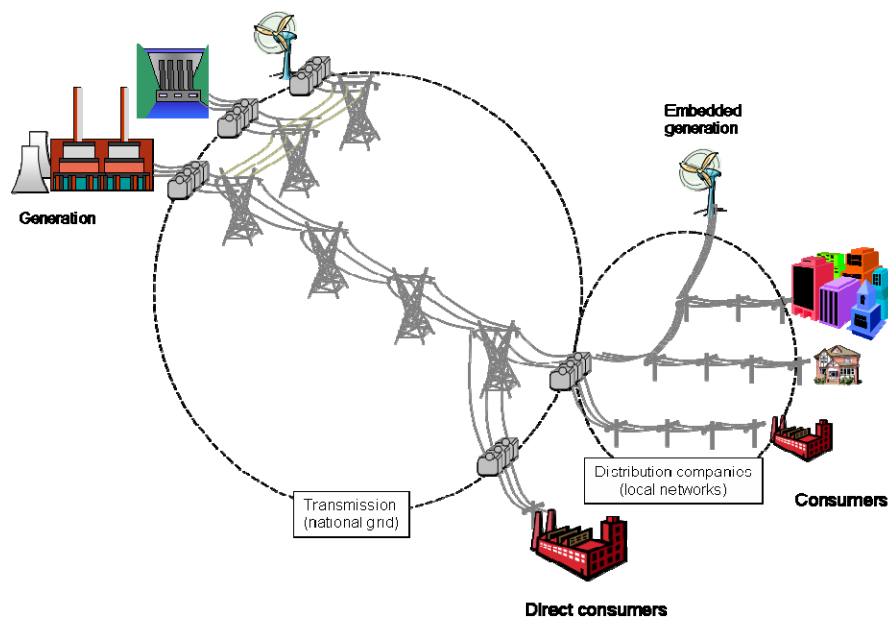 Embedded
generation
Generation
Distribution companies
(local networks)
Transmission
(national grid)
Consumers
Direct consumers